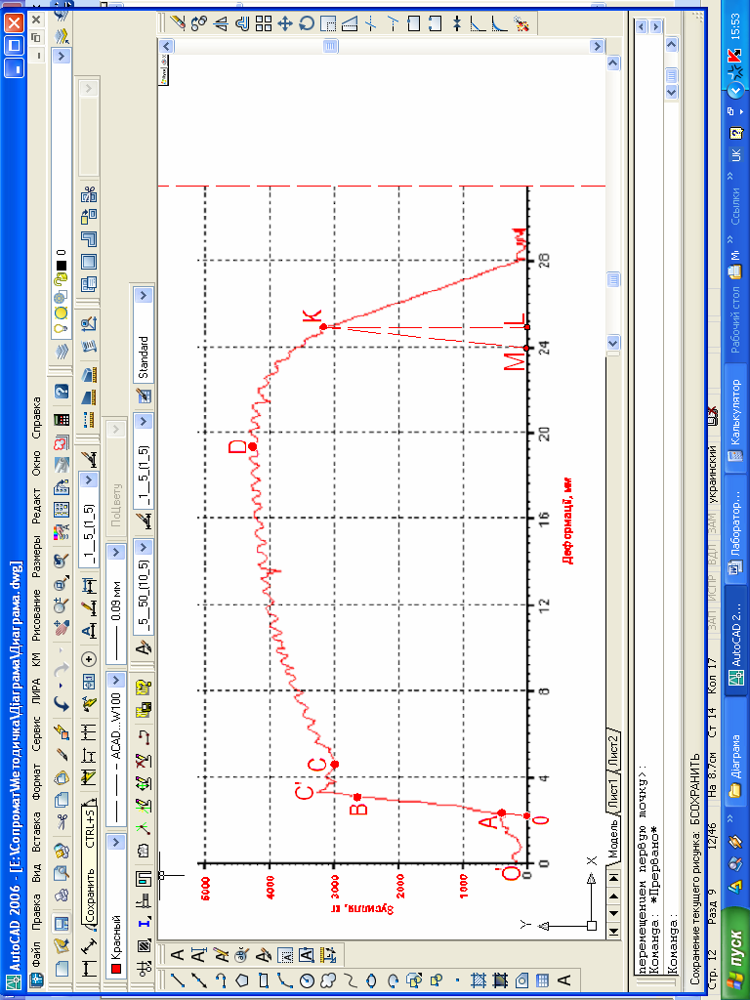 AutoCAD 2006 - [E:\Сопромат\Методичка\Діаграма\Диаграма.dwg]
Файл Правка Вид Вставка Формат Сервис ЛИРА КМ Рисование Размеры Редакт Окно Справка
0
Сохранить CTRL+S
_1__5_(1_5)
Красный
ACAD...W100
0.09 мм
ПоЦвету
_5__50_(10_5)
_1__5_(1_5)
Standard
5000
4000
3000
2000
1000
0
Зусилля, кг
O'
O
A
B
C'
C
D
K
M
L
0
4
8
12
16
20
24
28
Деформації, мм
Y
X
Модель Лист1 Лист2
перемещением первую точку>:
Команда: *Прервано*
Команда:
Сохранение текущего рисунка: БСОХРАНИТЬ
Стр. 12 Разд 9 12/46 На 8.7см Ст 14 Кол 17 ЗАП ИСПР ВДЛ ЗАМ украинский
пуск
Діаграма
AutoCAD 2...
Лаборатор...
Калькулятор
Рабочий стол
Ссылки
UK
15:53